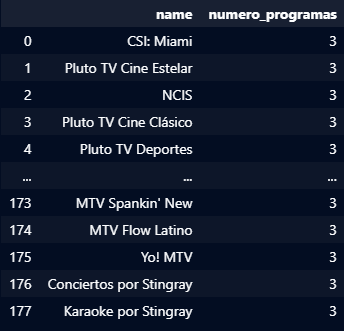 name numero_programas
0 CSI: Miami 3
1 Pluto TV Cine Estelar 3
2 NCIS 3
3 Pluto TV Cine Clásico 3
4 Pluto TV Deportes 3
... ... ...
173 MTV Spankin' New 3
174 MTV Flow Latino 3
175 Yo! MTV 3
176 Conciertos por Stingray 3
177 Karaoke por Stingray 3